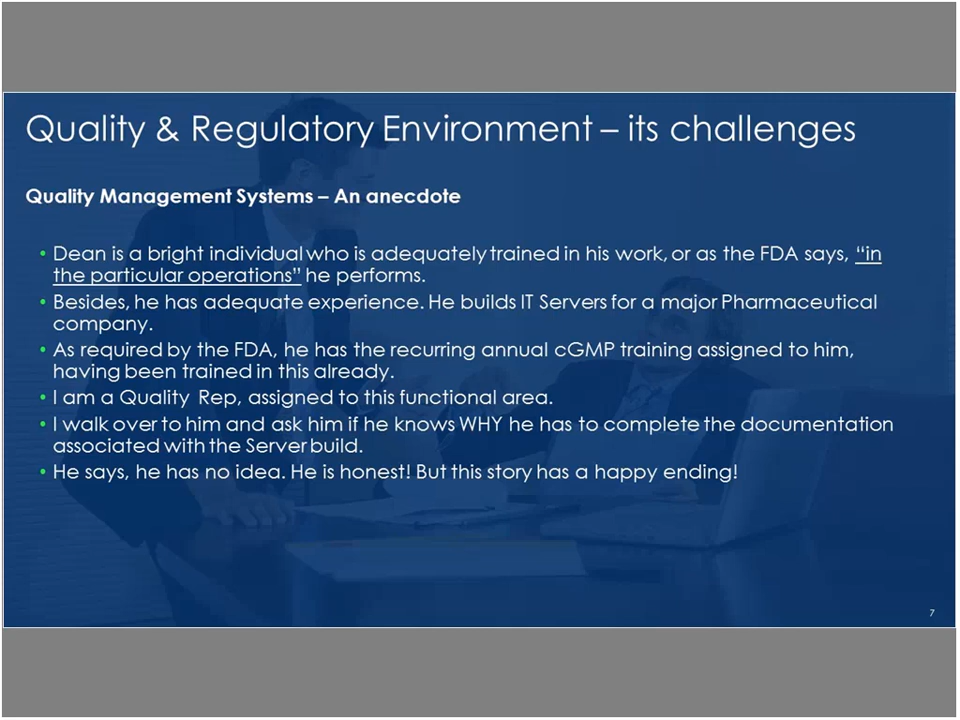 Quality & Regulatory Environment – its challenges
Quality Management Systems – An anecdote
• Dean is a bright individual who is adequately trained in his work, or as the FDA says, “in
the particular operations” he performs.
• Besides, he has adequate experience. He builds IT Servers for a major Pharmaceutical
company.
• As required by the FDA, he has the recurring annual cGMP training assigned to him,
having been trained in this already.
• I am a Quality Rep, assigned to this functional area.
• I walk over to him and ask him if he knows WHY he has to complete the documentation
associated with the Server build.
• He says, he has no idea. He is honest! But this story has a happy ending!
7